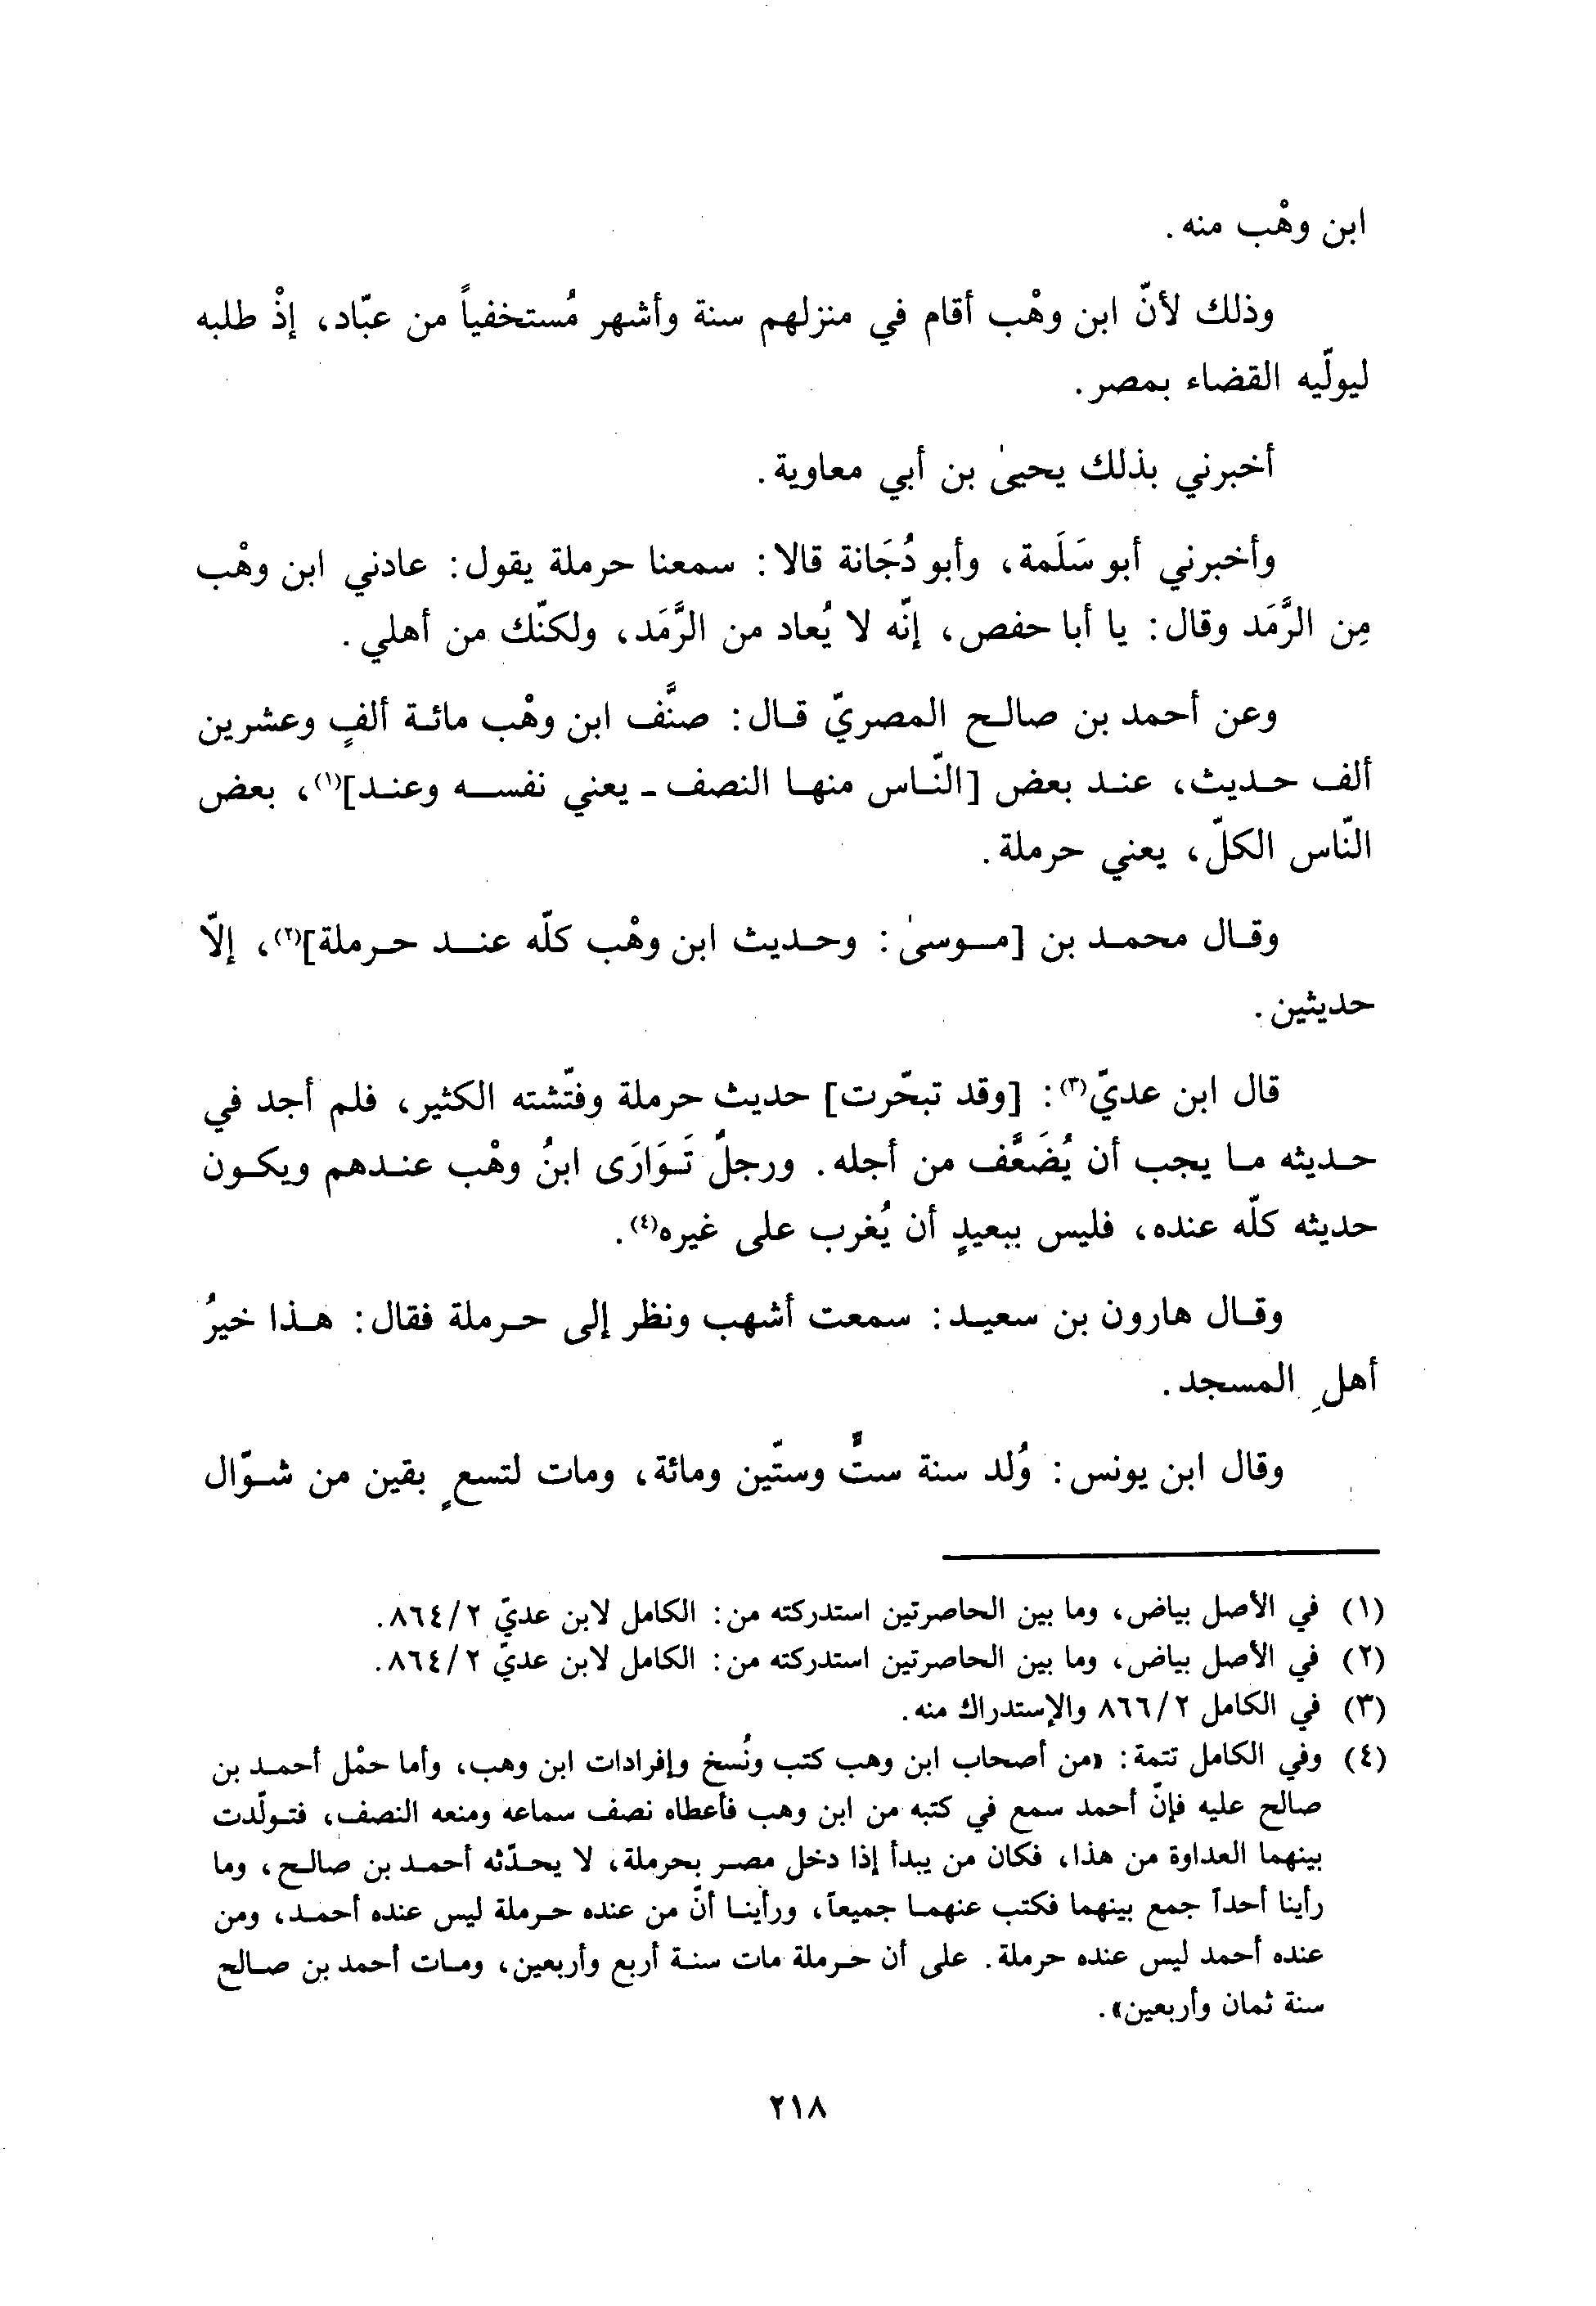 ابن وهْب منه.
وذلك لأنّ ابن وهْب أقام في منزلهم سنة وأشهر مُستخفياً من عبّاد، إذْ طلبه
ليولّيه القضاء بمصر.
أخبرني بذلك يحيىٰ بن أبي معاوية.
وأخبرني أبو سَلَمة، وأبو دُجَانة قالا: سمعنا حرملة يقول: عادني ابن وهْب
مِن الرَّمَد وقال: يا أبا حفص، إنّه لا يُعاد من الرَّمَد، ولكنّك من أهلي.
وعن أحمد بن صالح المصريّ قال: صنَّف ابن وهْب مائة ألفٍ وعشرين
ألف حديث، عند بعض [النّاس منها النصف - يعني نفسه وعند]⁽١⁾، بعض
النّاس الكلّ، يعني حرملة.
وقال محمد بن [موسىٰ: وحديث ابن وهْب كلّه عند حرملة]⁽٢⁾، إلّا
حديثين.
قال ابن عديّ⁽٣⁾: [وقد تبحّرت] حديث حرملة وفتّشته الكثير، فلم أجد في
حديثه ما يجب أن يُضَعَّف من أجله. ورجلٌ تَوَارَى ابنُ وهْب عندهم ويكون
حديثه كلّه عنده، فليس ببعيدٍ أن يُغرب على غيره⁽٤⁾.
وقال هارون بن سعيد: سمعت أشهب ونظر إلى حرملة فقال: هذا خيرُ
أهلِ المسجد.
وقال ابن يونس: وُلد سنة ستٍّ وستّين ومائة، ومات لتسعٍ بقين من شوّال
(١) في الأصل بياض، وما بين الحاصرتين استدركته من: الكامل لابن عديّ ٨٦٤/٢.
(٢) في الأصل بياض، وما بين الحاصرتين استدركته من: الكامل لابن عديّ ٨٦٤/٢.
(٣) في الكامل ٨٦٦/٢ والإستدراك منه.
(٤) وفي الكامل تتمة: «من أصحاب ابن وهب كتب ونُسخ وإفرادات ابن وهب، وأما حمْل أحمد بن
صالح عليه فإنّ أحمد سمع في كتبه من ابن وهب فأعطاه نصف سماعه ومنعه النصف، فتولّدت
بينهما العداوة من هذا، فكان من يبدأ إذا دخل مصر بحرملة، لا يحدّثه أحمد بن صالح، وما
رأينا أحداً جمع بينهما فكتب عنهما جميعاً، ورأينا أنّ من عنده حرملة ليس عنده أحمد، ومن
عنده أحمد ليس عنده حرملة. على أن حرملة مات سنة أربع وأربعين، ومات أحمد بن صالح
سنة ثمان وأربعين».
٢١٨